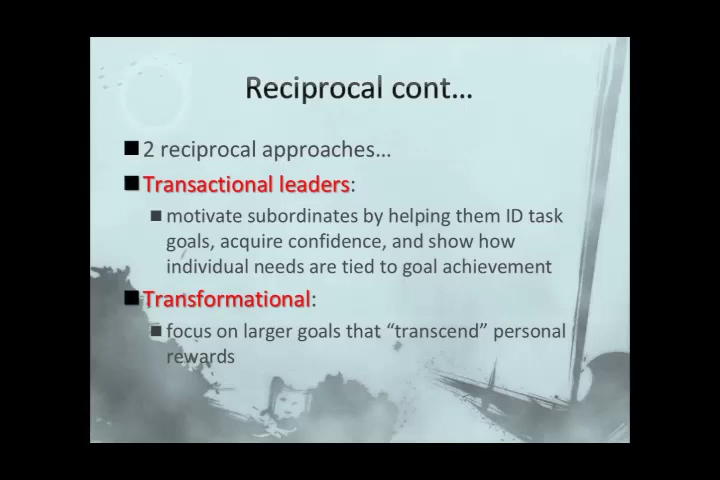 Reciprocal cont…
2 reciprocal approaches…
Transactional leaders:
motivate subordinates by helping them ID task
goals, acquire confidence, and show how
individual needs are tied to goal achievement
Transformational:
focus on larger goals that “transcend” personal
rewards